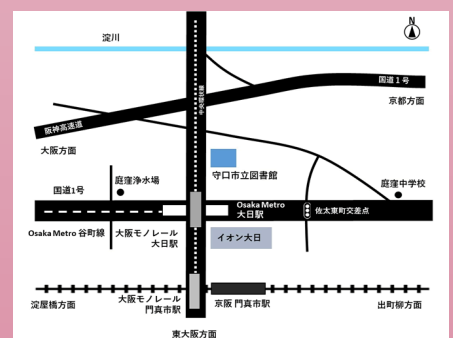 N
淀川
国道1号
中央環状線
京都方面
阪神高速道
大阪方面
守口市立図書館
庭窪浄水場
庭窪中学校
国道1号
Osaka Metro
大日駅
佐太東町交差点
Osaka Metro 谷町線
大阪モノレール
大日駅
イオン大日
淀屋橋方面
大阪モノレール
門真市駅
京阪 門真市駅
出町柳方面
東大阪方面